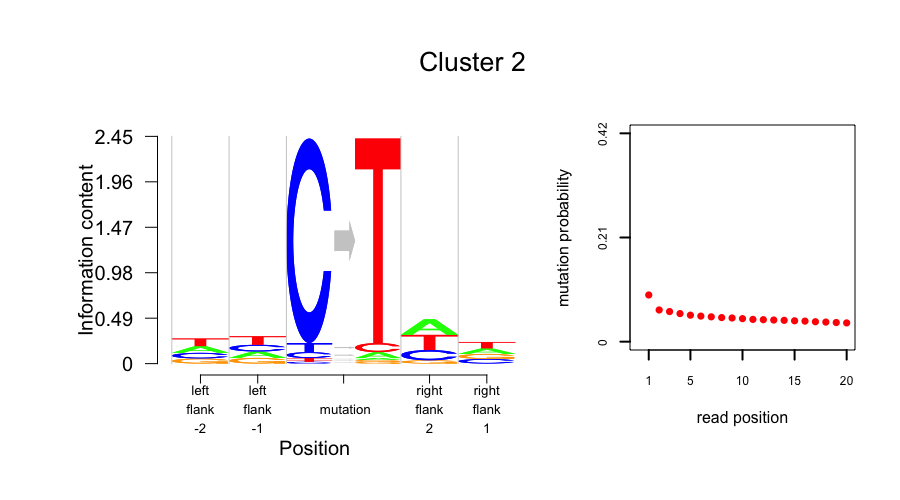 Cluster 2
Information content
2.45
1.96
1.47
0.98
0.49
0
C T
left flank -2
left flank -1
mutation
right flank 2
right flank 1
Position
mutation probability
0.42
0.21
0
1 5 10 15 20
read position